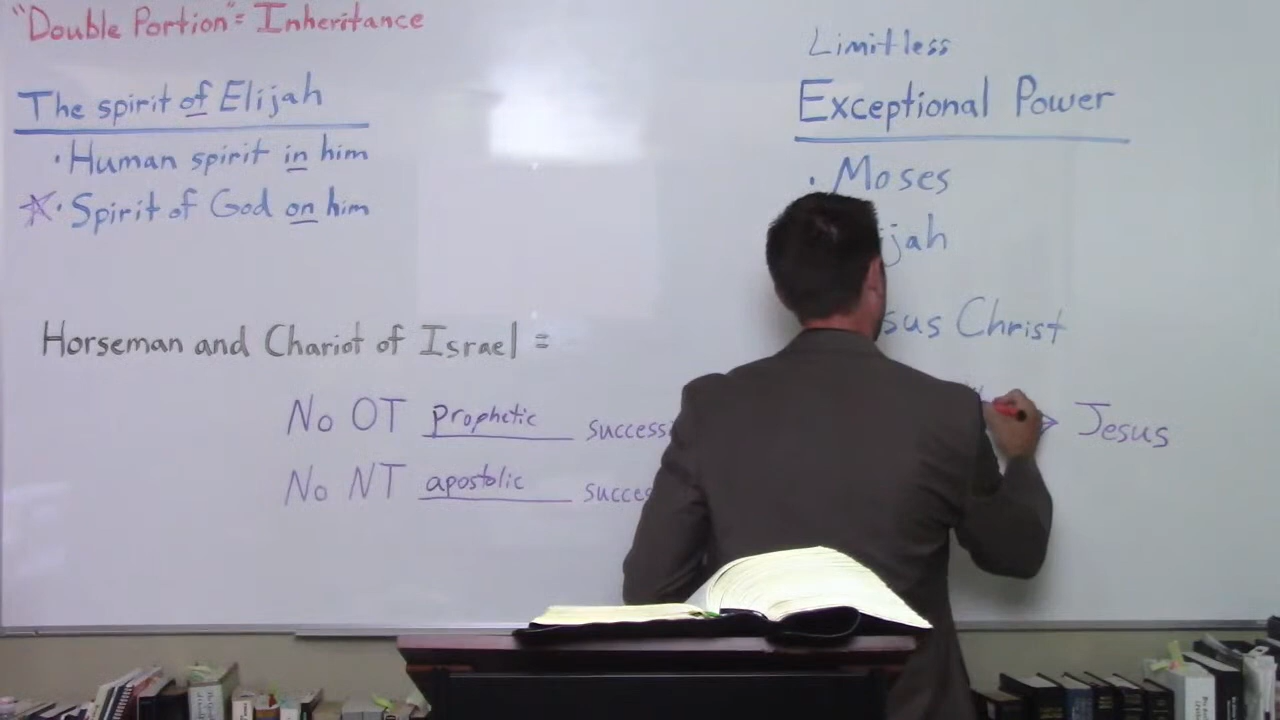 "Double Portion" = Inheritance
The spirit of Elijah
· Human spirit in him
☆· Spirit of God on him
Horseman and Chariot of Israel =
No OT prophetic
No NT apostolic
Limitless
Exceptional Power
· Moses
Christ
Jesus